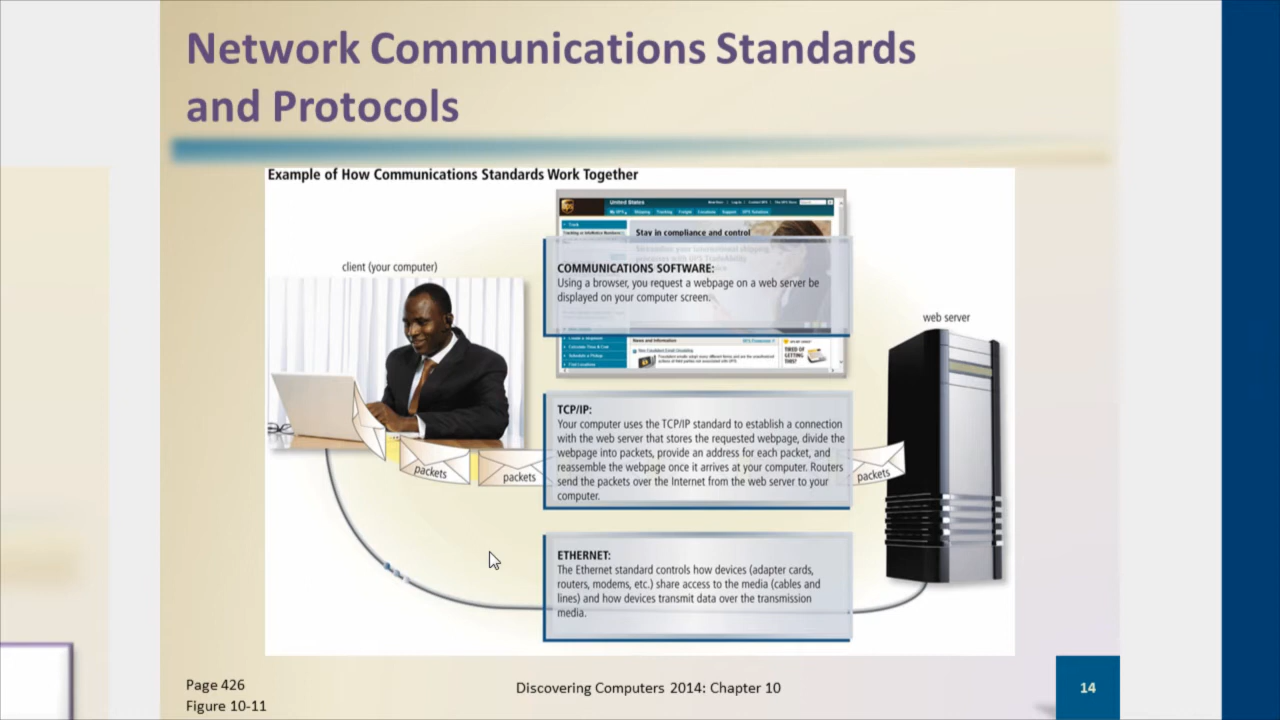 Network Communications Standards
and Protocols
Example of How Communications Standards Work Together
client (your computer)
United States
Stay in compliance and control
COMMUNICATIONS SOFTWARE:
Using a browser, you request a webpage on a web server be
displayed on your computer screen.
News and Information
TIRED OF
GETTING
THIS?
web server
TCP/IP:
Your computer uses the TCP/IP standard to establish a connection
with the web server that stores the requested webpage, divide the
webpage into packets, provide an address for each packet, and
reassemble the webpage once it arrives at your computer. Routers
send the packets over the Internet from the web server to your
computer.
packets
packets
packets
ETHERNET:
The Ethernet standard controls how devices (adapter cards,
routers, modems, etc.) share access to the media (cables and
lines) and how devices transmit data over the transmission
media.
Page 426
Figure 10-11
Discovering Computers 2014: Chapter 10
14